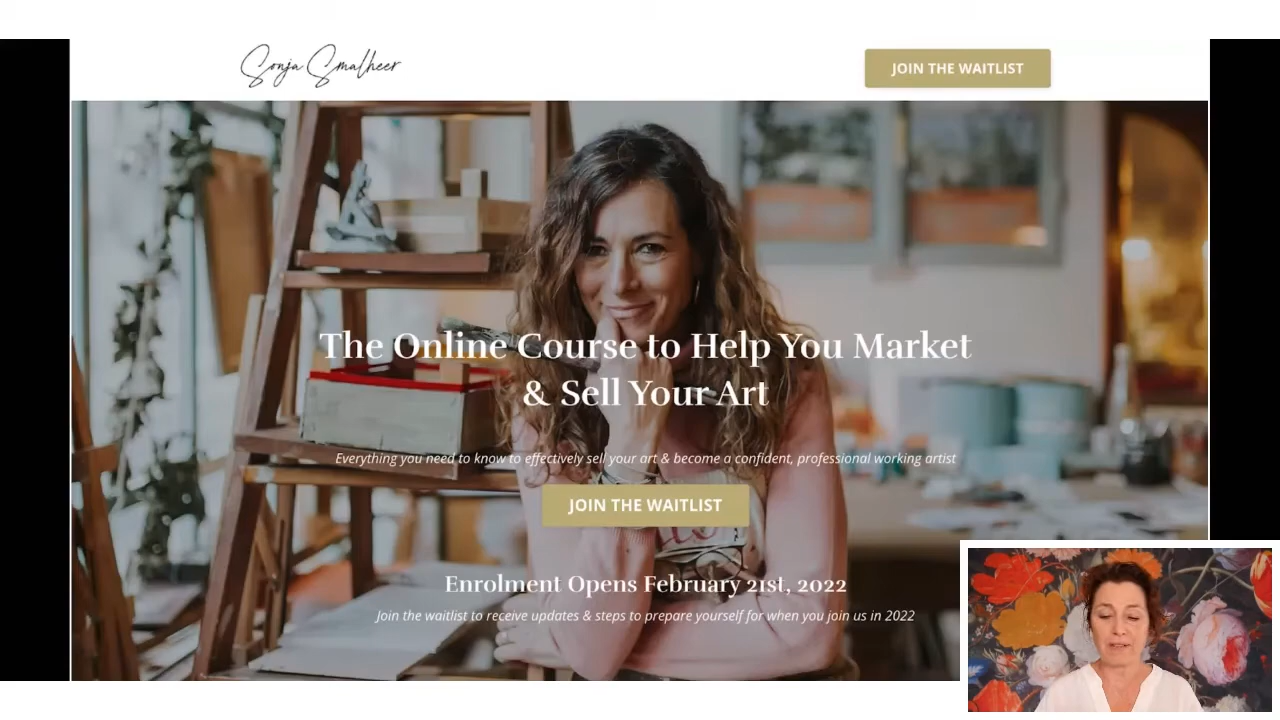 Sonja Smalheer
JOIN THE WAITLIST
The Online Course to Help You Market
& Sell Your Art
Everything you need to know to effectively sell your art & become a confident, professional working artist
JOIN THE WAITLIST
Enrolment Opens February 21st, 2022
Join the waitlist to receive updates & steps to prepare yourself for when you join us in 2022